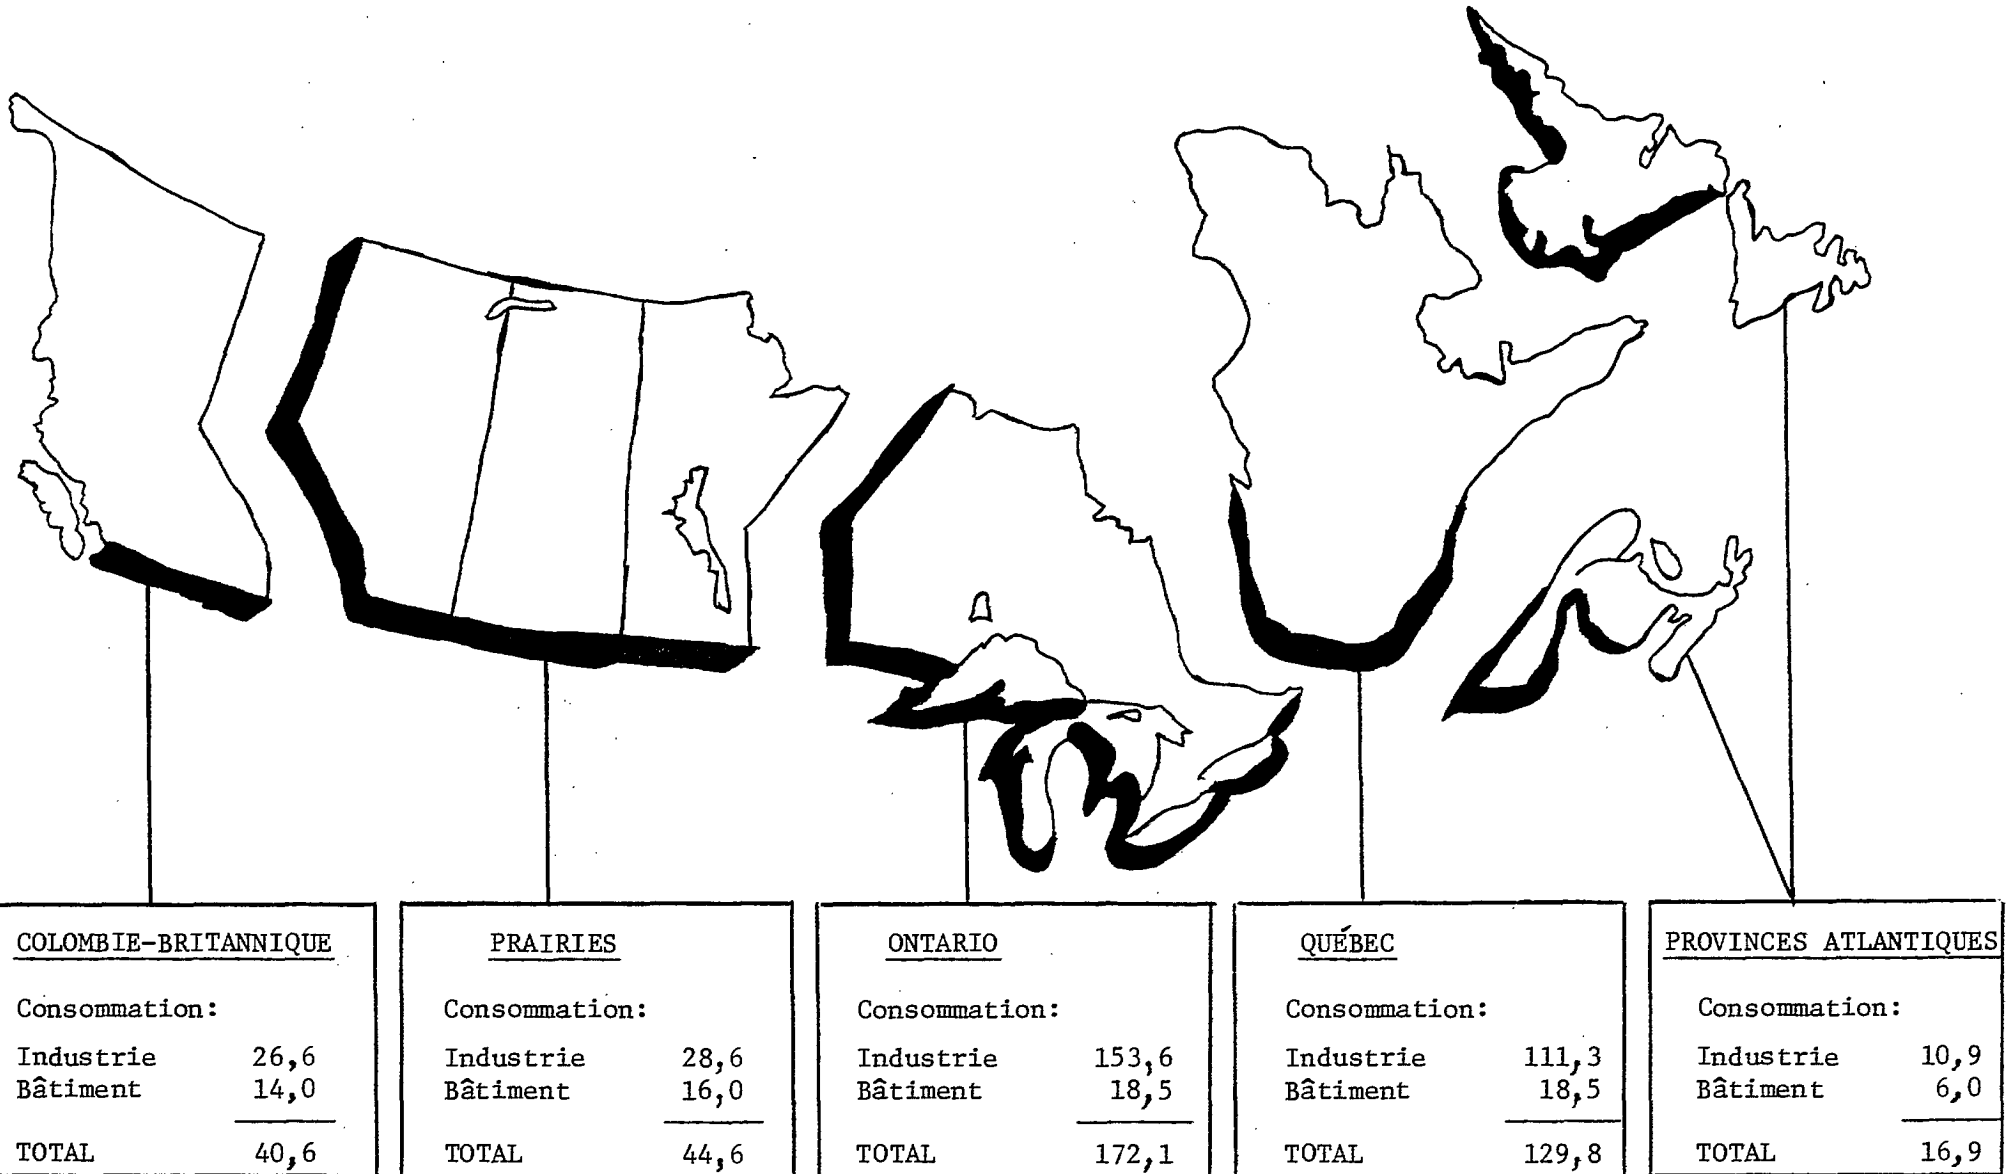 COLOMBIE-BRITANNIQUE
Consommation:
Industrie 26,6
Bâtiment 14,0
TOTAL 40,6
PRAIRIES
Consommation:
Industrie 28,6
Bâtiment 16,0
TOTAL 44,6
ONTARIO
Consommation:
Industrie 153,6
Bâtiment 18,5
TOTAL 172,1
QUÉBEC
Consommation:
Industrie 111,3
Bâtiment 18,5
TOTAL 129,8
PROVINCES ATLANTIQUES
Consommation:
Industrie 10,9
Bâtiment 6,0
TOTAL 16,9